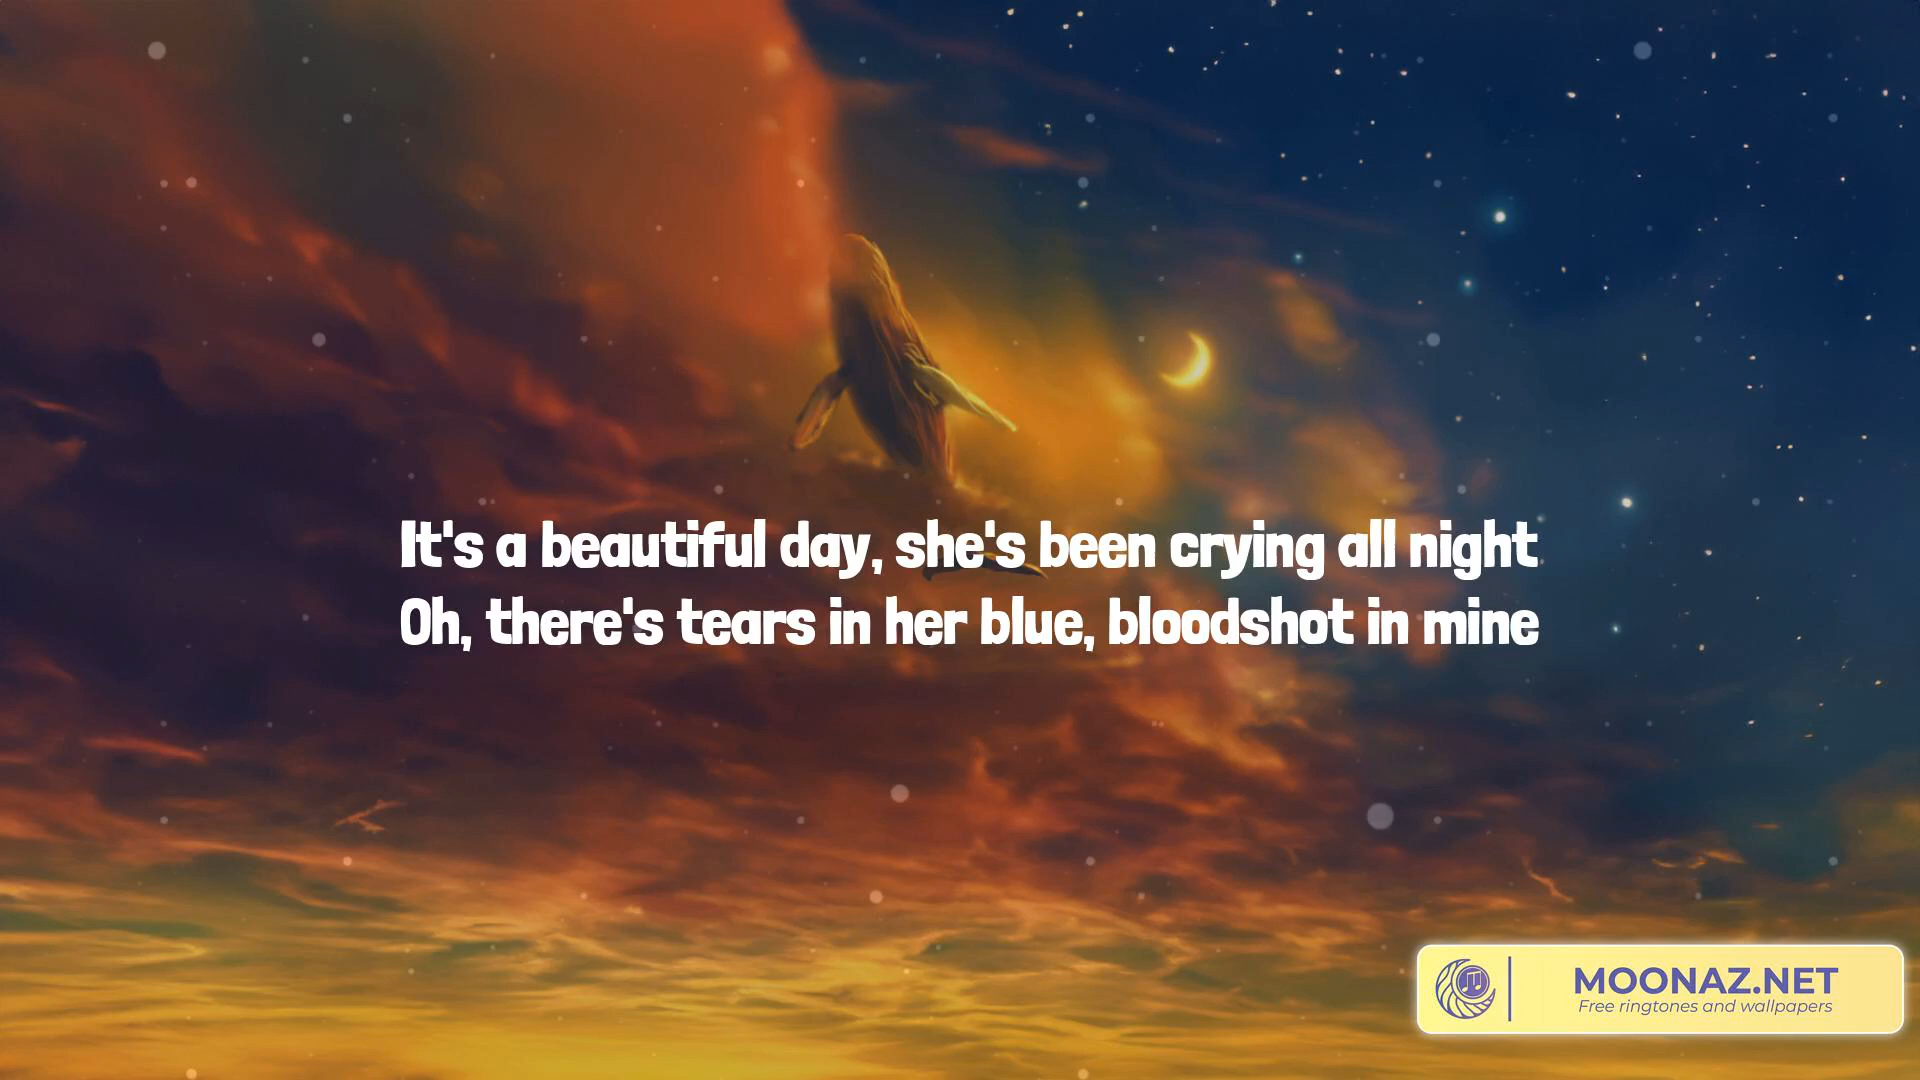 It's a beautiful day, she's been crying all night
Oh, there's tears in her blue, bloodshot in mine
MOONAZ.NET
Free ringtones and wallpapers